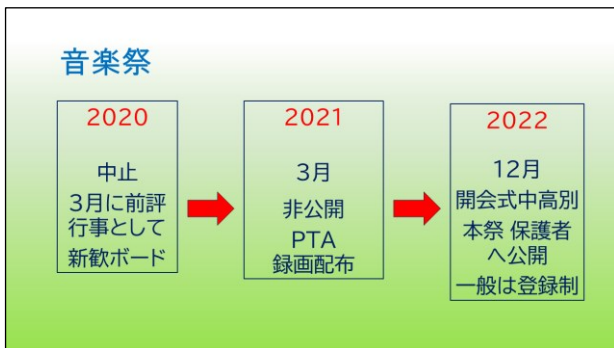 音楽祭
2020
中止
3月に前評
行事として
新歓ボード
2021
3月
非公開
PTA
録画配布
2022
12月
開会式中高別
本祭 保護者
へ公開
一般は登録制